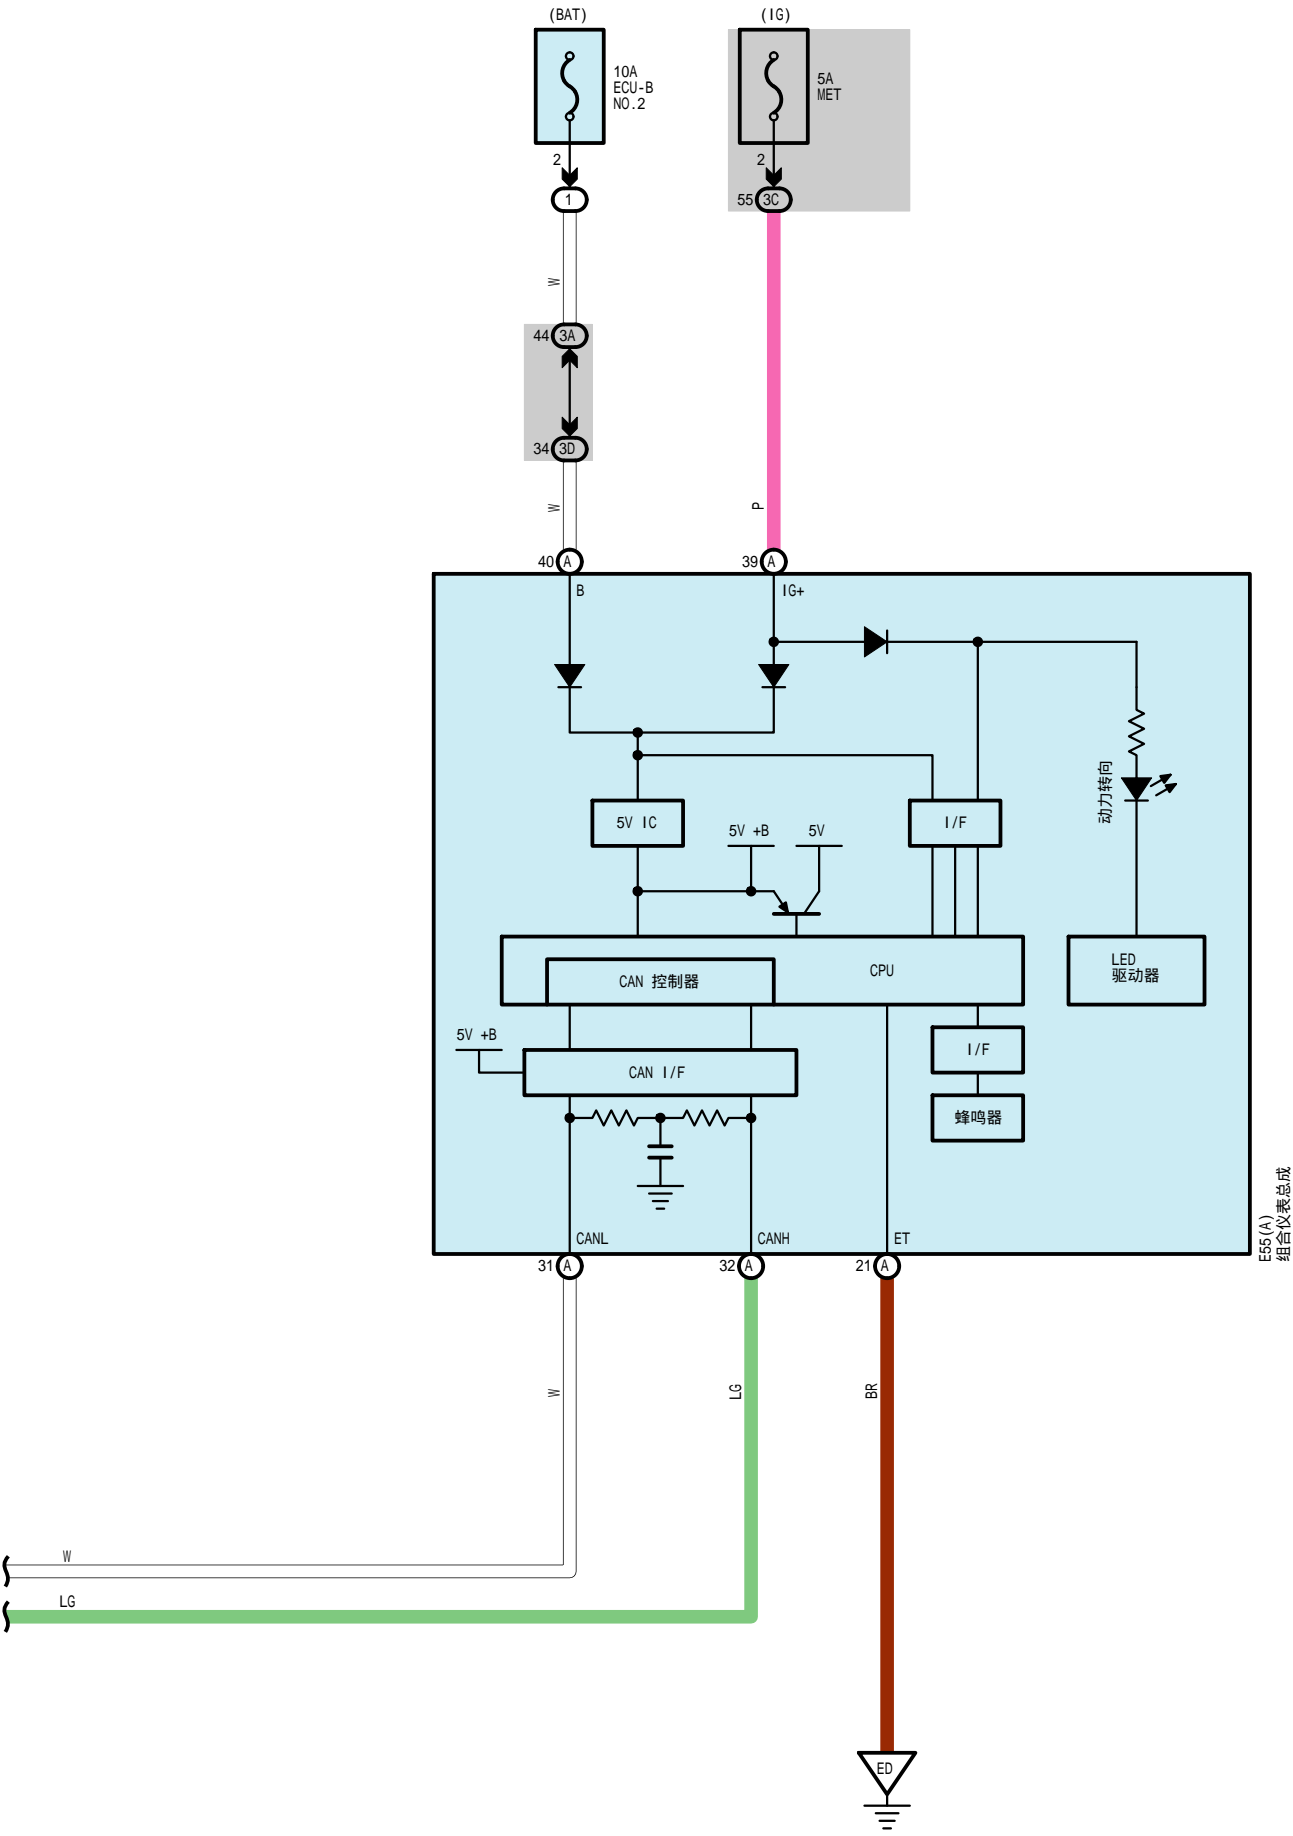 (BAT)
(IG)
10A
ECU-B
NO.2
5A
MET
2
2
1
55 3C
W
44 3A
34 3D
W
P
40 A
39 A
B
IG+
动力转向
5V IC
5V +B
5V
I/F
CPU
CAN 控制器
LED
驱动器
5V +B
CAN I/F
I/F
蜂鸣器
CANL
CANH
ET
E55(A)
组合仪表总成
31 A
32 A
21 A
W
LG
BR
W
LG
ED